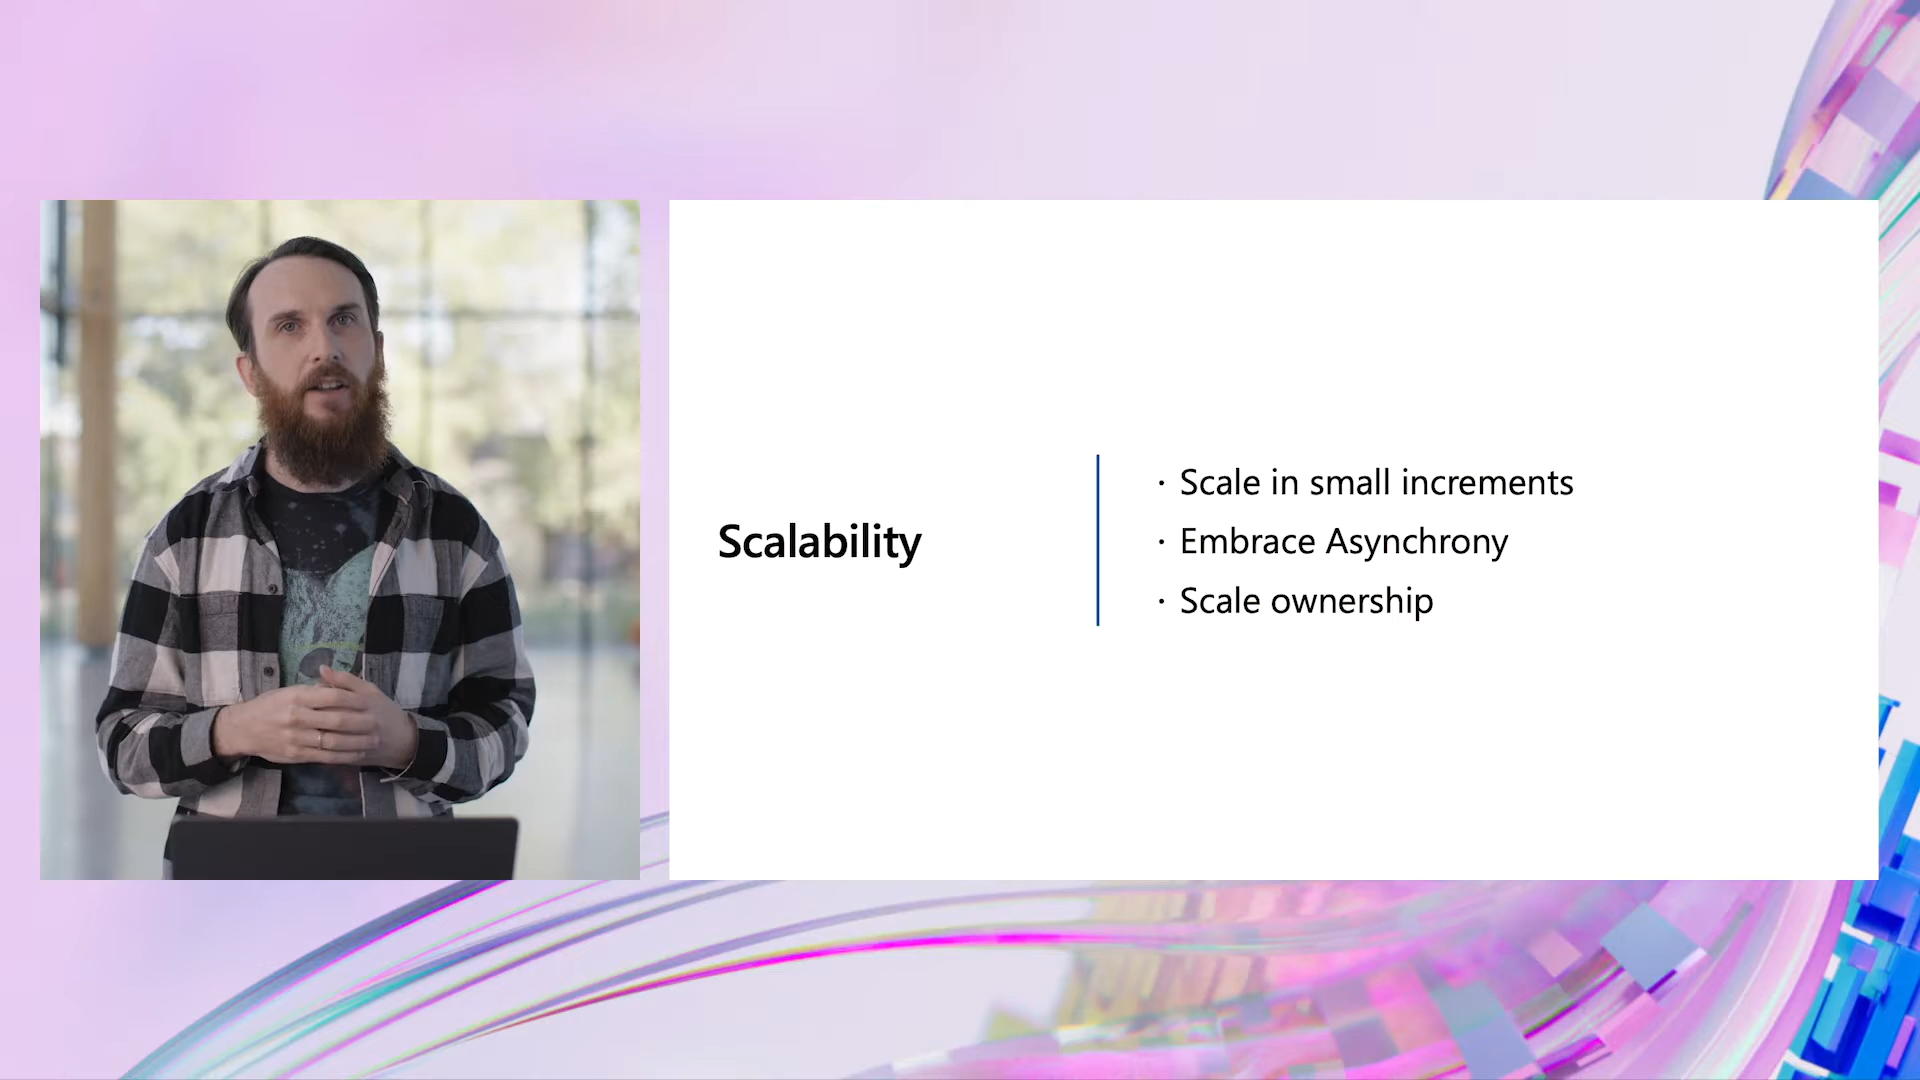 Scalability
· Scale in small increments
· Embrace Asynchrony
· Scale ownership